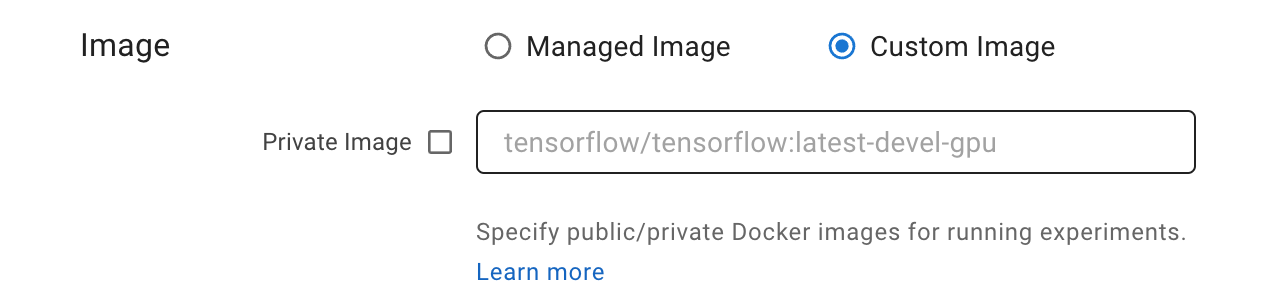 Image Managed Image Custom Image
Private Image tensorflow/tensorflow:latest-devel-gpu
Specify public/private Docker images for running experiments.
Learn more